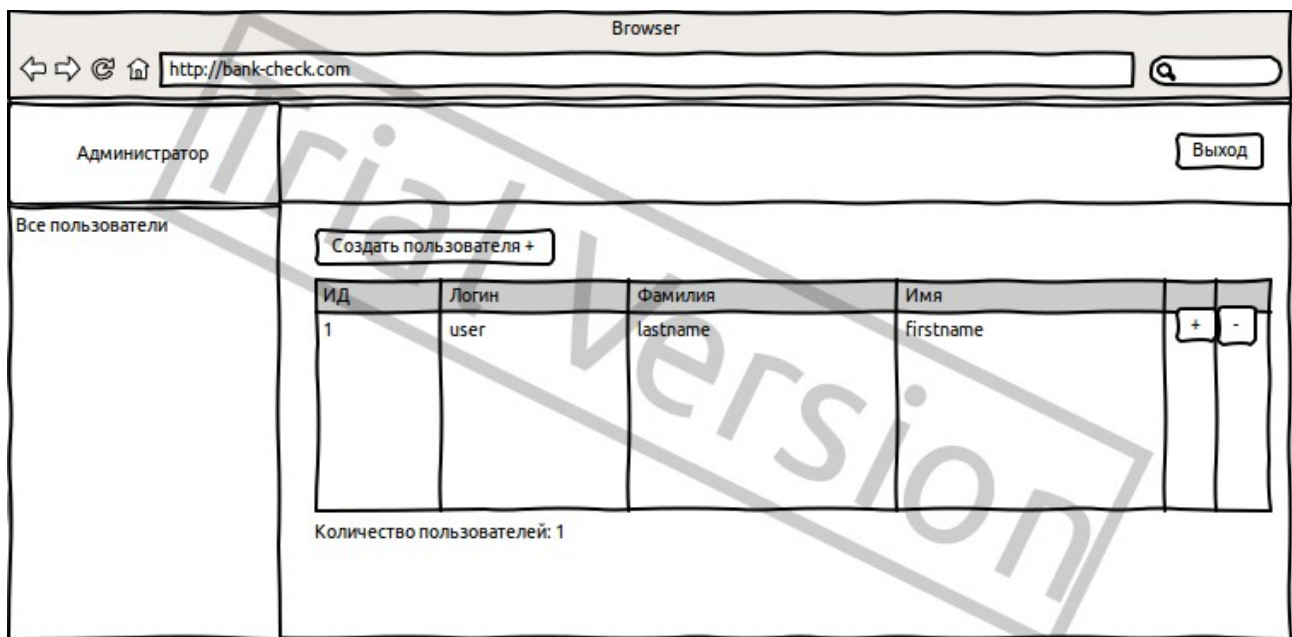 Browser
http://bank-check.com
Администратор
Выход
Все пользователи
Создать пользователя +
ИД Логин Фамилия Имя
1 user lastname firstname + -
Количество пользователей: 1
Trial Version